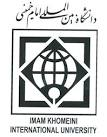 دانشگاه بین المللی امام خمینی
IMAM KHOMEINI
INTERNATIONAL UNIVERSITY